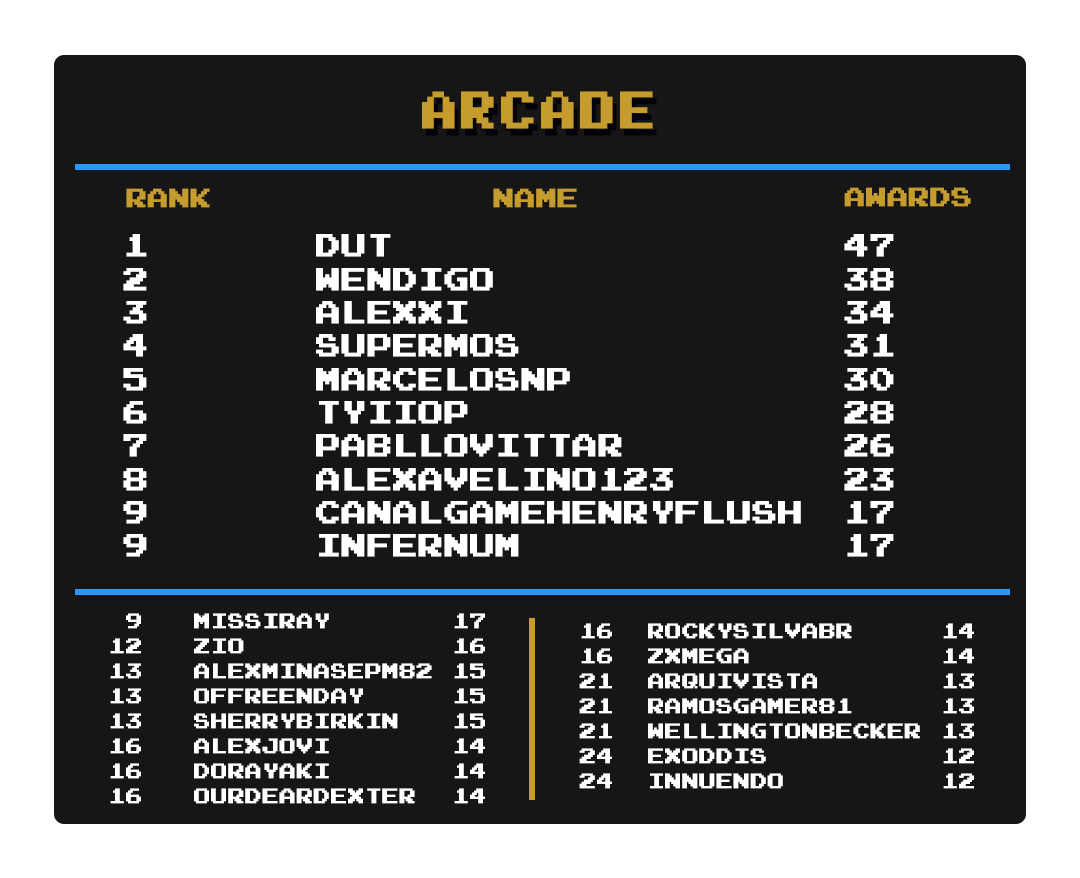 ARCADE
RANK NAME AWARDS
1 DUT 47
2 WENDIGO 38
3 ALEXXI 34
4 SUPERMOS 31
5 MARCELOSNP 30
6 TYIIOP 28
7 PABLLOVITTAR 26
8 ALEXAVELINO123 23
9 CANALGAMEHENRYFLUSH 17
9 INFERNUM 17
9 MISSIRAY 17
12 ZIO 16
13 ALEXMINASEPM82 15
13 OFFREENDAY 15
13 SHERRYBIRKIN 15
16 ALEXJOVI 14
16 DORAYAKI 14
16 OURDEARDEXTER 14
16 ROCKYSILVABR 14
16 ZXMEGA 14
21 ARQUIVISTA 13
21 RAMOSGAMER81 13
21 WELLINGTONBECKER 13
24 EXODDIS 12
24 INNUENDO 12